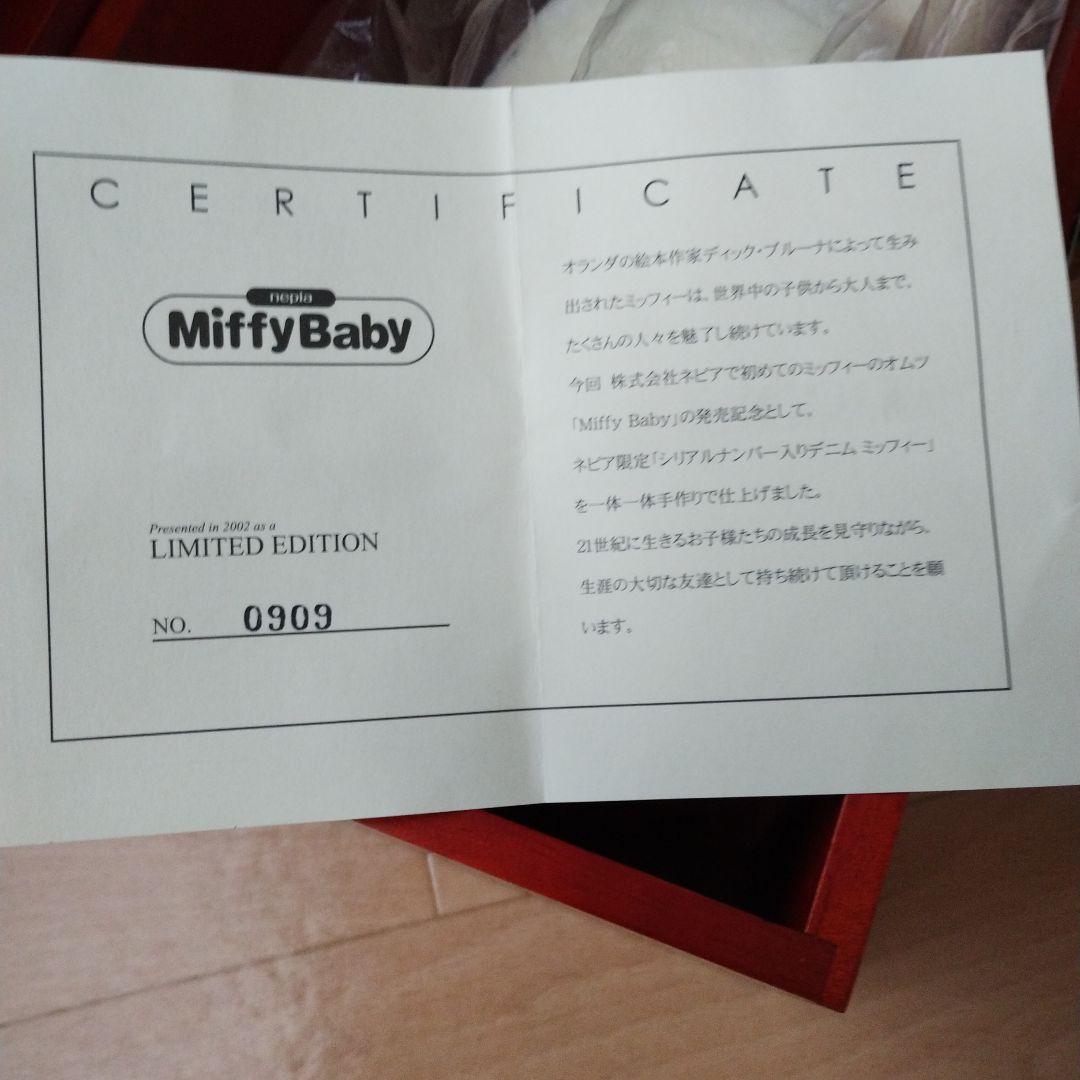 CERTIFICATE
nepia
MiffyBaby
Presented in 2002 as a
LIMITED EDITION
NO. 0909
オランダの絵本作家ディック・ブルーナによって生み
出されたミッフィーは、世界中の子供から大人まで、
たくさんの人々を魅了し続けています。
今回 株式会社ネピアで初めてのミッフィーのオムツ
「Miffy Baby」の発売記念として、
ネピア限定「シリアルナンバー入りデニム ミッフィー」
を一体一体手作りで仕上げました。
21世紀に生きるお子様たちの成長を見守りながら、
生涯の大切な友達として持ち続けて頂けることを願
います。